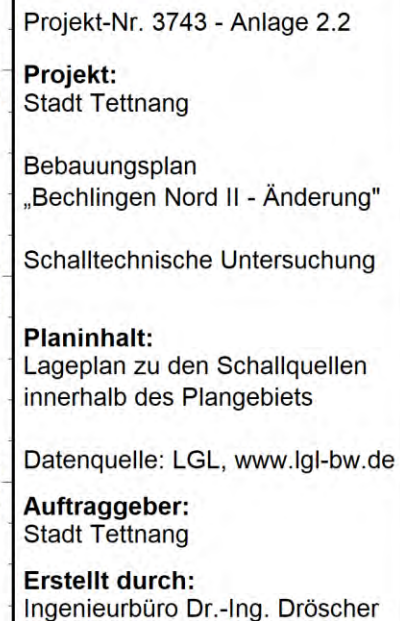 Projekt-Nr. 3743 - Anlage 2.2
Projekt:
Stadt Tettnang
Bebauungsplan
„Bechlingen Nord II - Änderung"
Schalltechnische Untersuchung
Planinhalt:
Lageplan zu den Schallquellen
innerhalb des Plangebiets
Datenquelle: LGL, www.lgl-bw.de
Auftraggeber:
Stadt Tettnang
Erstellt durch:
Ingenieurbüro Dr.-Ing. Dröscher